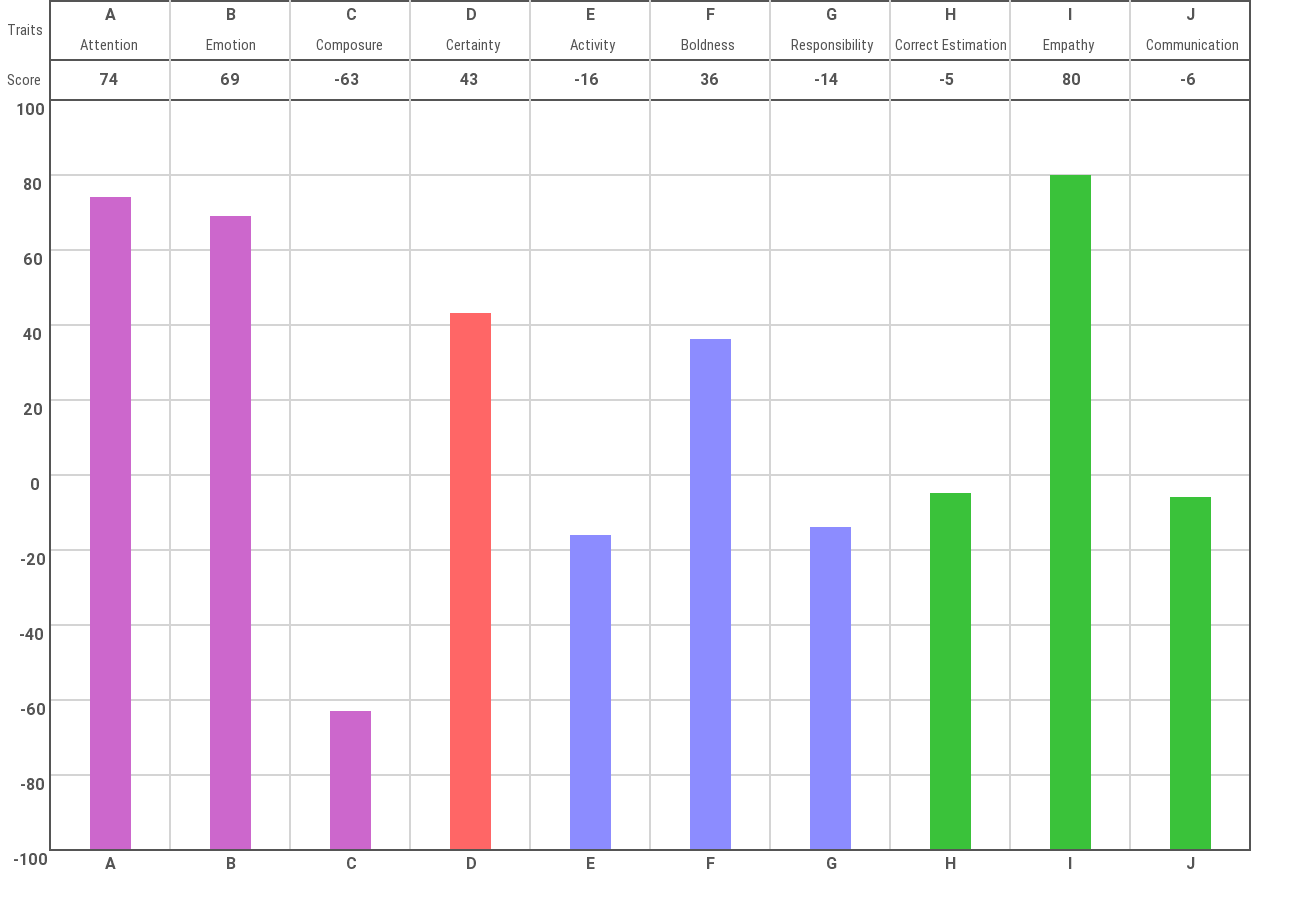 A B C D E F G H I J
Traits
Attention Emotion Composure Certainty Activity Boldness Responsibility Correct Estimation Empathy Communication
Score 74 69 -63 43 -16 36 -14 -5 80 -6
100
80
60
40
20
0
-20
-40
-60
-80
-100
A B C D E F G H I J